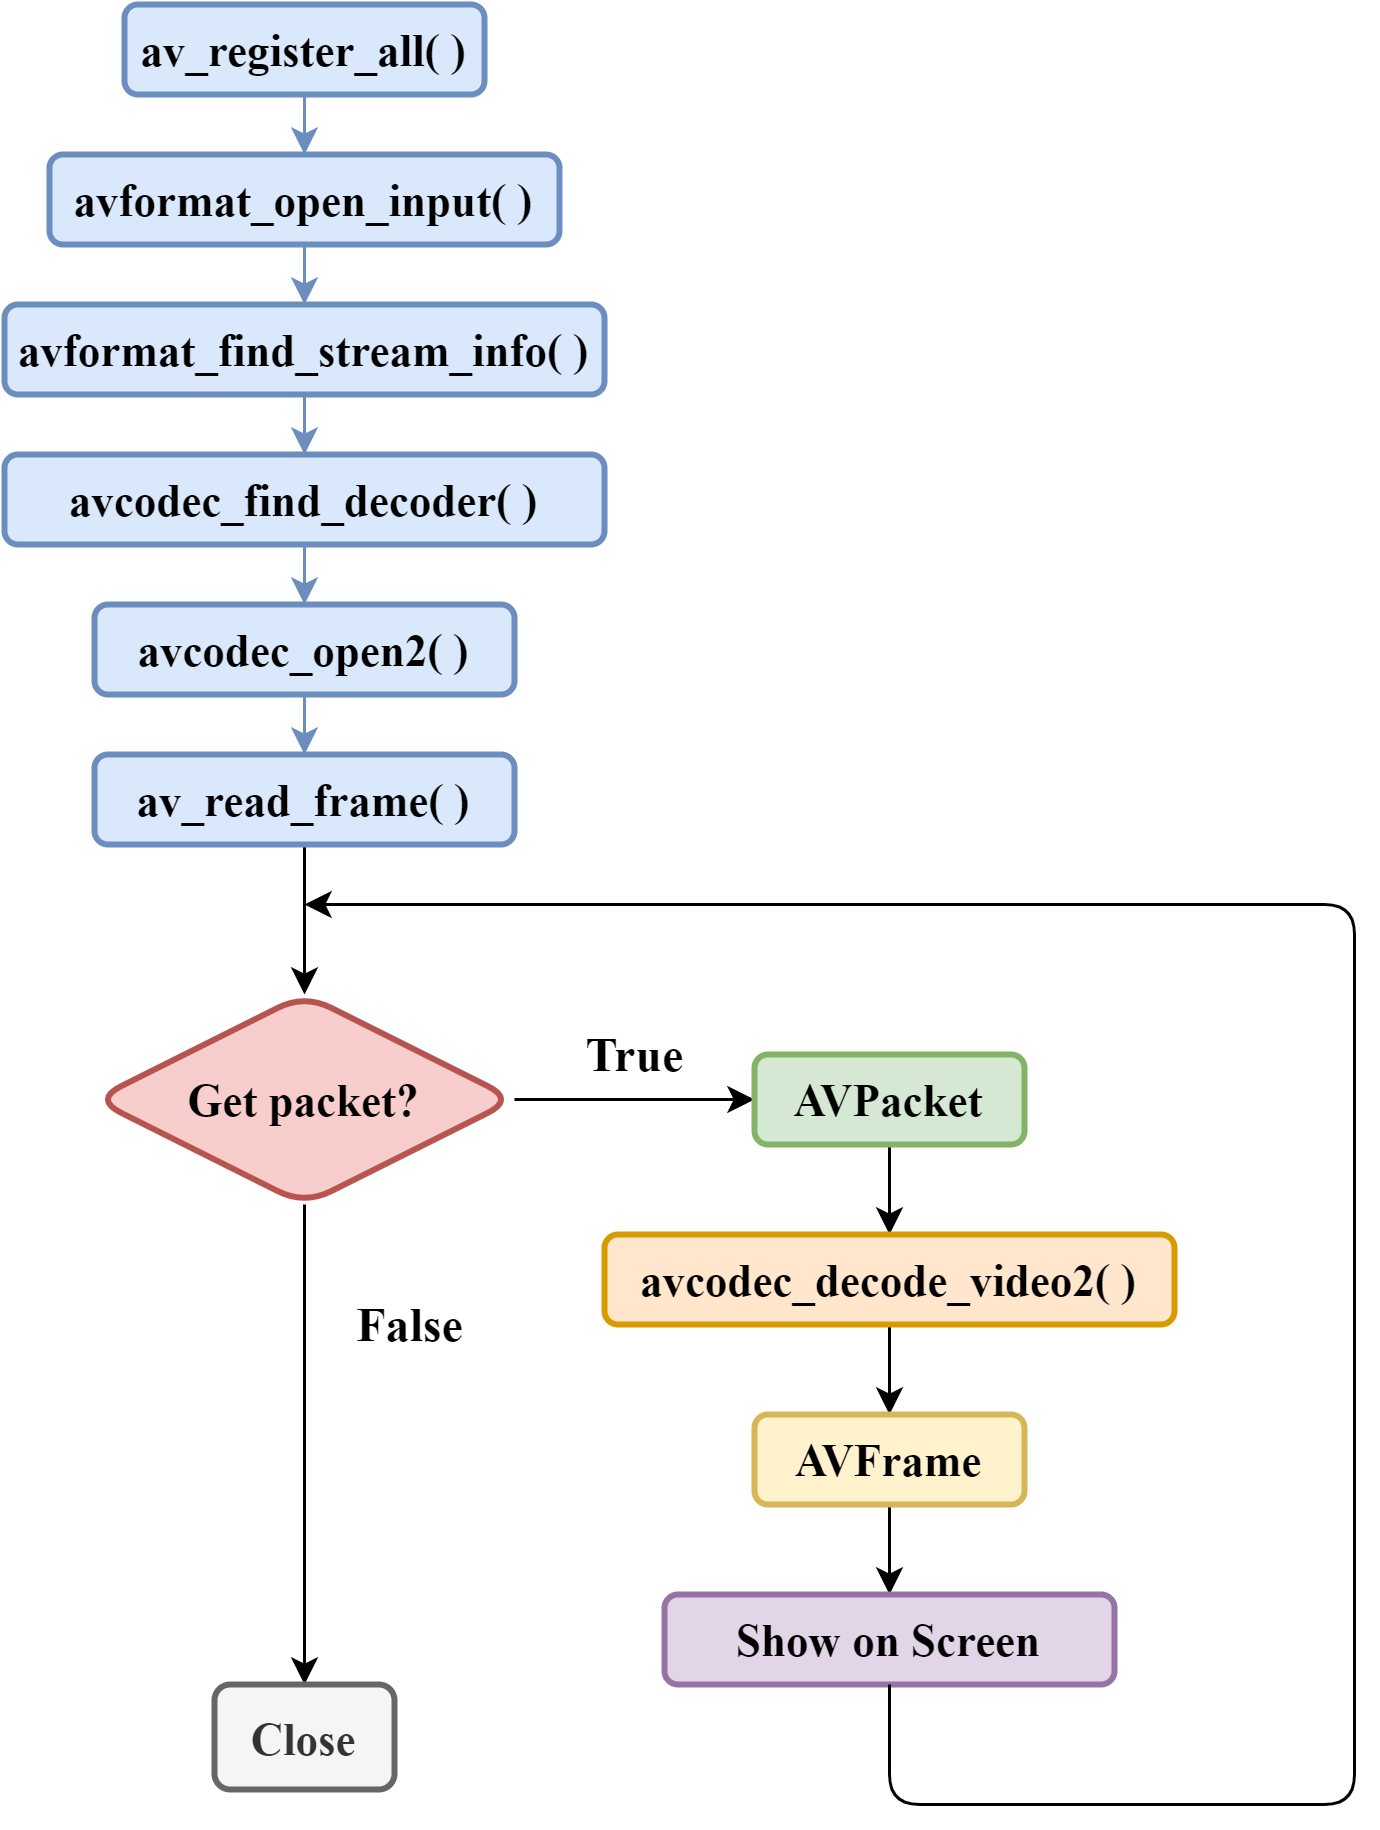 av_register_all( )
avformat_open_input( )
avformat_find_stream_info( )
avcodec_find_decoder( )
avcodec_open2( )
av_read_frame( )
Get packet?
True
AVPacket
avcodec_decode_video2( )
False
AVFrame
Show on Screen
Close